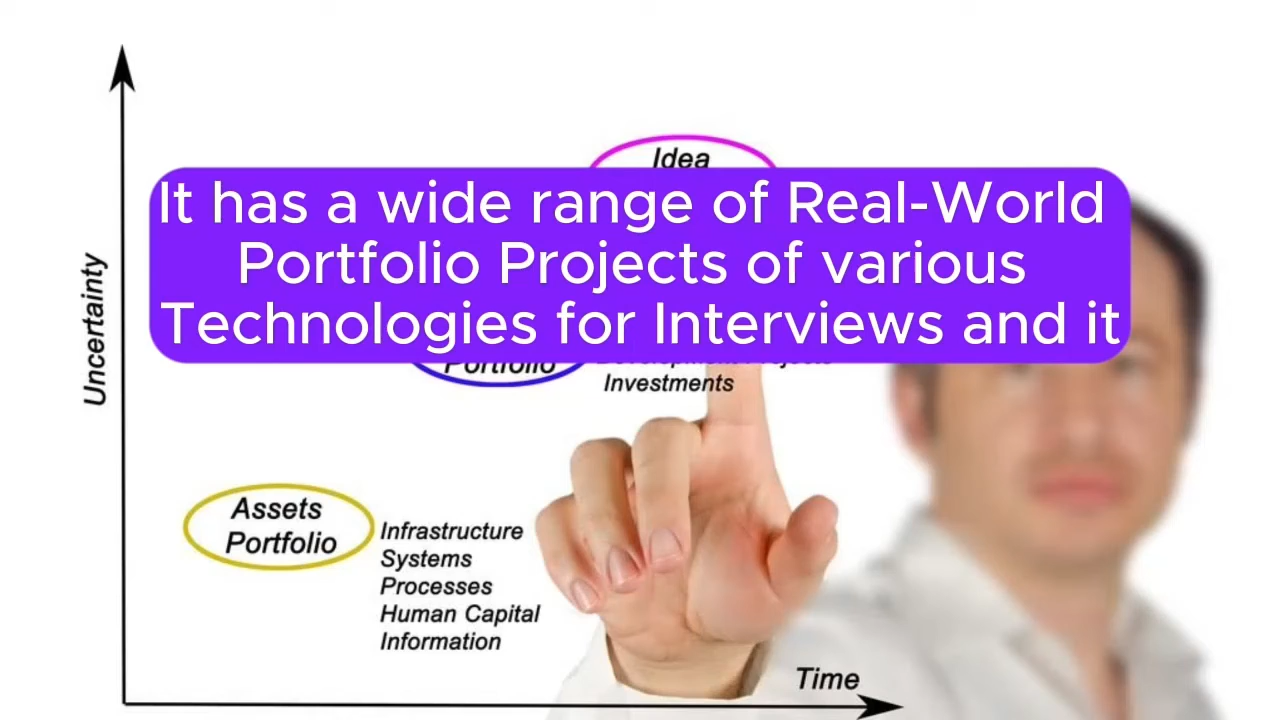 Idea
It has a wide range of Real-World
Portfolio Projects of various
Technologies for Interviews and it
Portfolio
Investments
Uncertainty
Assets
Portfolio
Infrastructure
Systems
Processes
Human Capital
Information
Time